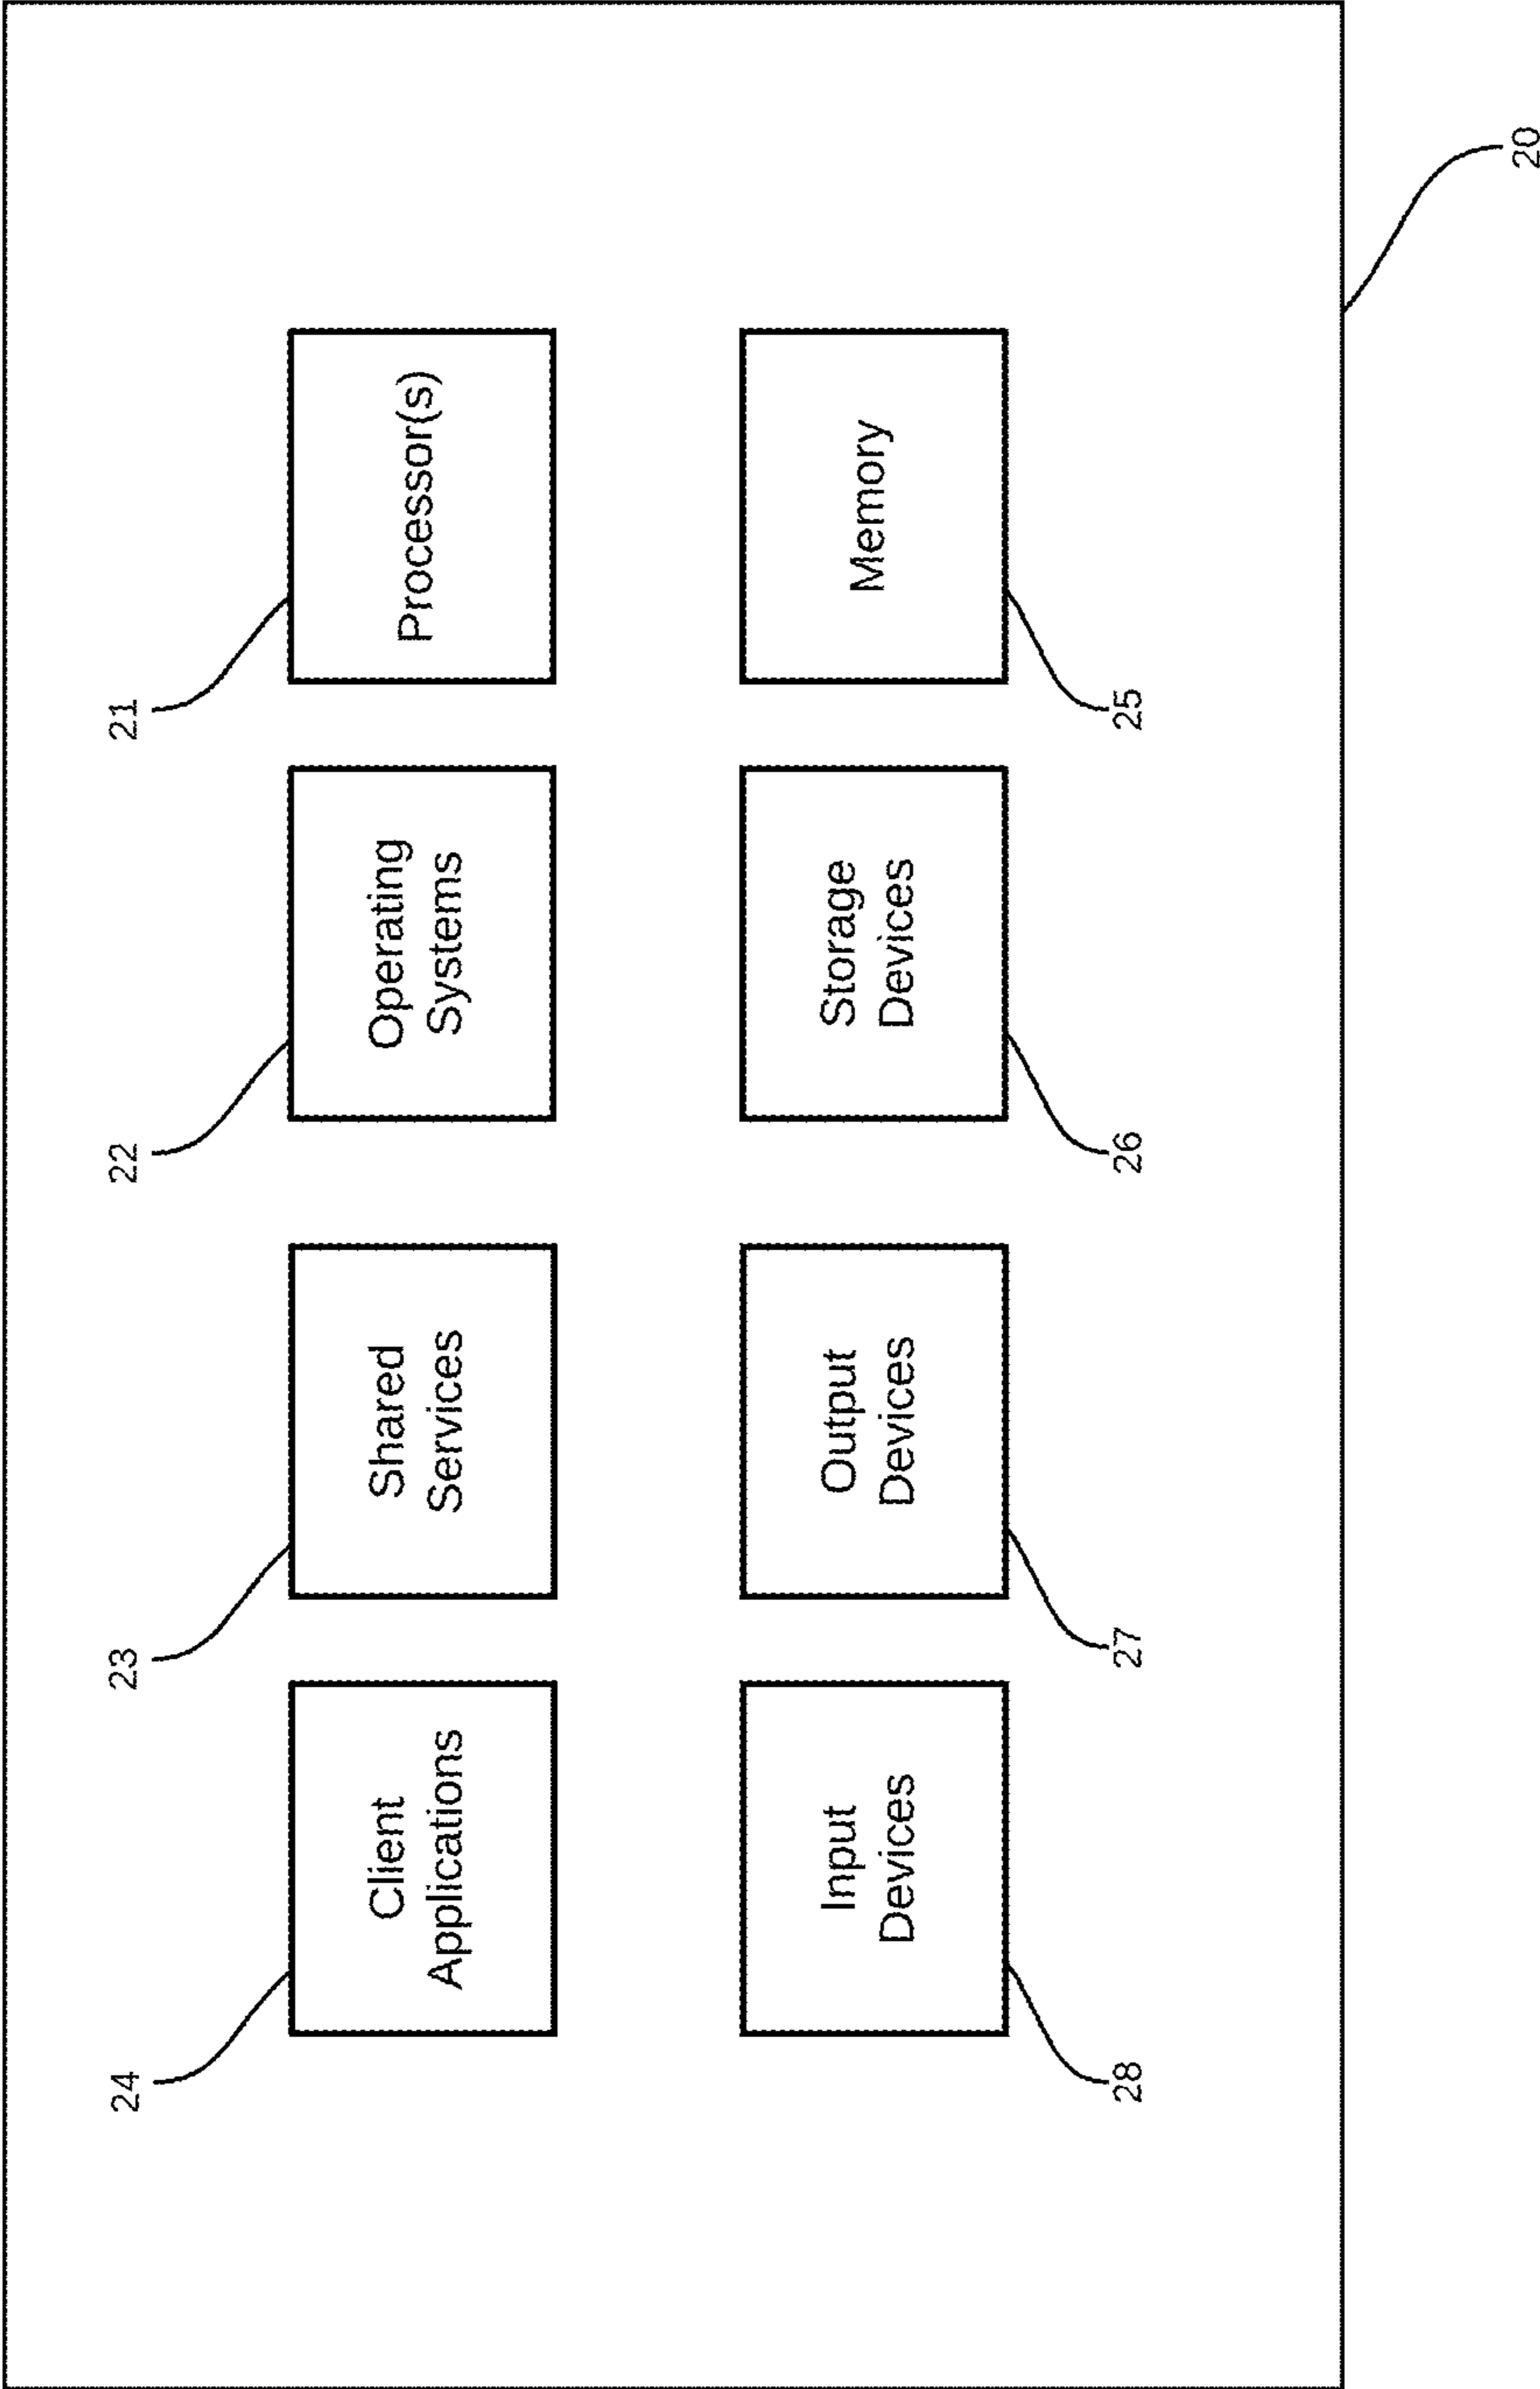 24
23
22
21
Client
Applications
Shared
Services
Operating
Systems
Processor(s)
Input
Devices
Output
Devices
Storage
Devices
Memory
28
27
26
25
20